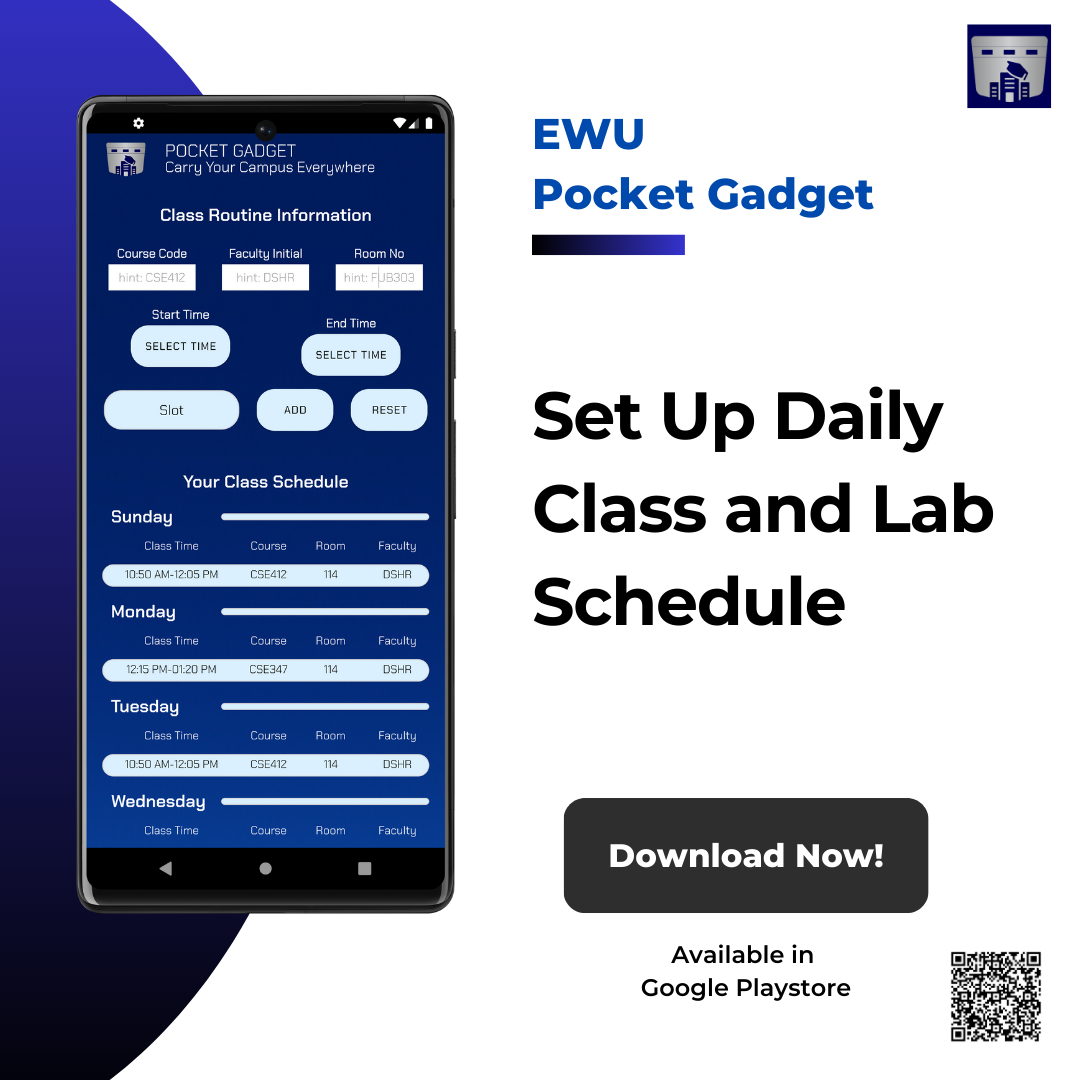 POCKET GADGET
Carry Your Campus Everywhere
Class Routine Information
Course Code Faculty Initial Room No
hint: CSE412 hint: DSHR hint: FUB303
Start Time End Time
SELECT TIME SELECT TIME
Slot ADD RESET
Your Class Schedule
Sunday
Class Time Course Room Faculty
10:50 AM-12:05 PM CSE412 114 DSHR
Monday
Class Time Course Room Faculty
12:15 PM-01:20 PM CSE347 114 DSHR
Tuesday
Class Time Course Room Faculty
10:50 AM-12:05 PM CSE412 114 DSHR
Wednesday
Class Time Course Room Faculty
EWU
Pocket Gadget
Set Up Daily
Class and Lab
Schedule
Download Now!
Available in
Google Playstore